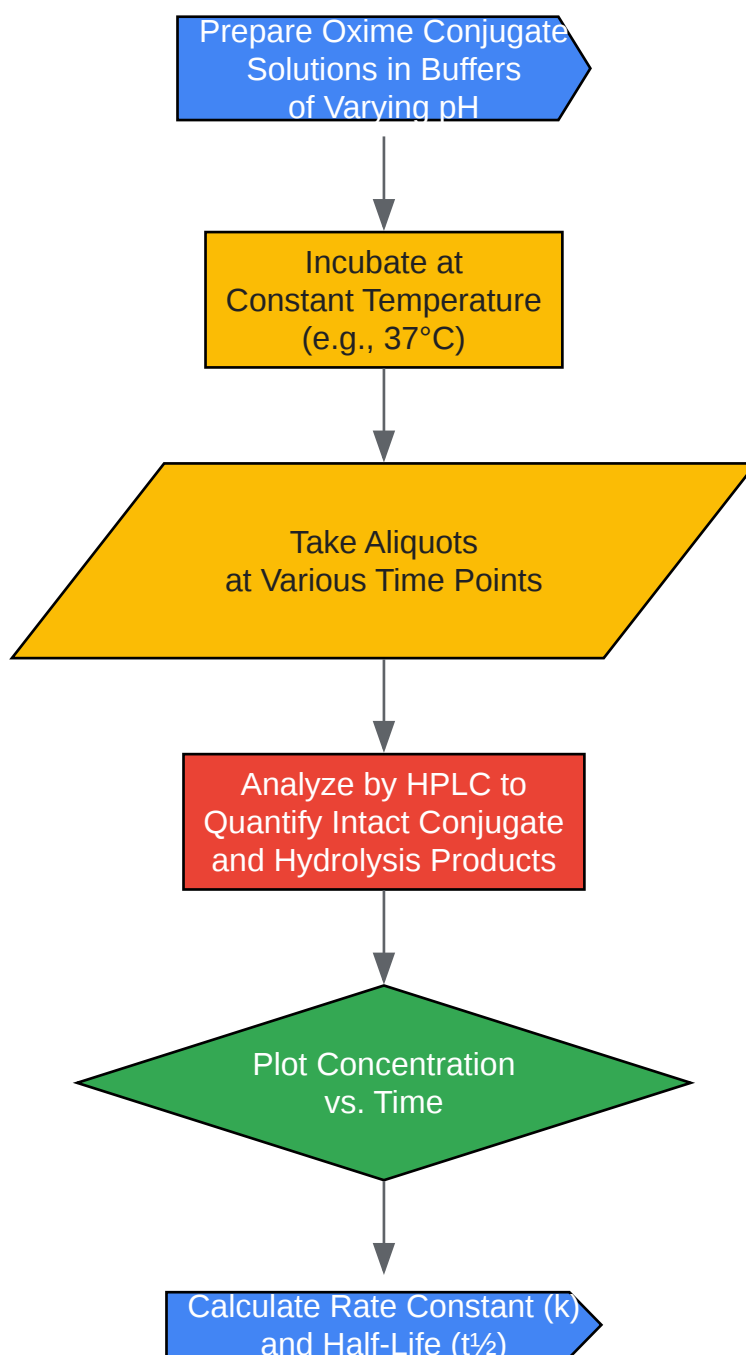 Prepare Oxime Conjugate
Solutions in Buffers
of Varying pH
Incubate at
Constant Temperature
(e.g., 37°C)
Take Aliquots
at Various Time Points
Analyze by HPLC to
Quantify Intact Conjugate
and Hydrolysis Products
Plot Concentration
vs. Time
Calculate Rate Constant (k)
and Half-Life (t½)